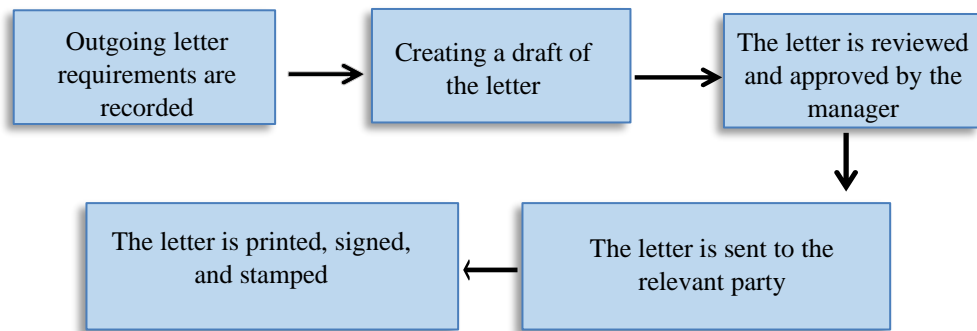 Outgoing letter
requirements are
recorded
Creating a draft of
the letter
The letter is reviewed
and approved by the
manager
The letter is sent to the
relevant party
The letter is printed, signed,
and stamped